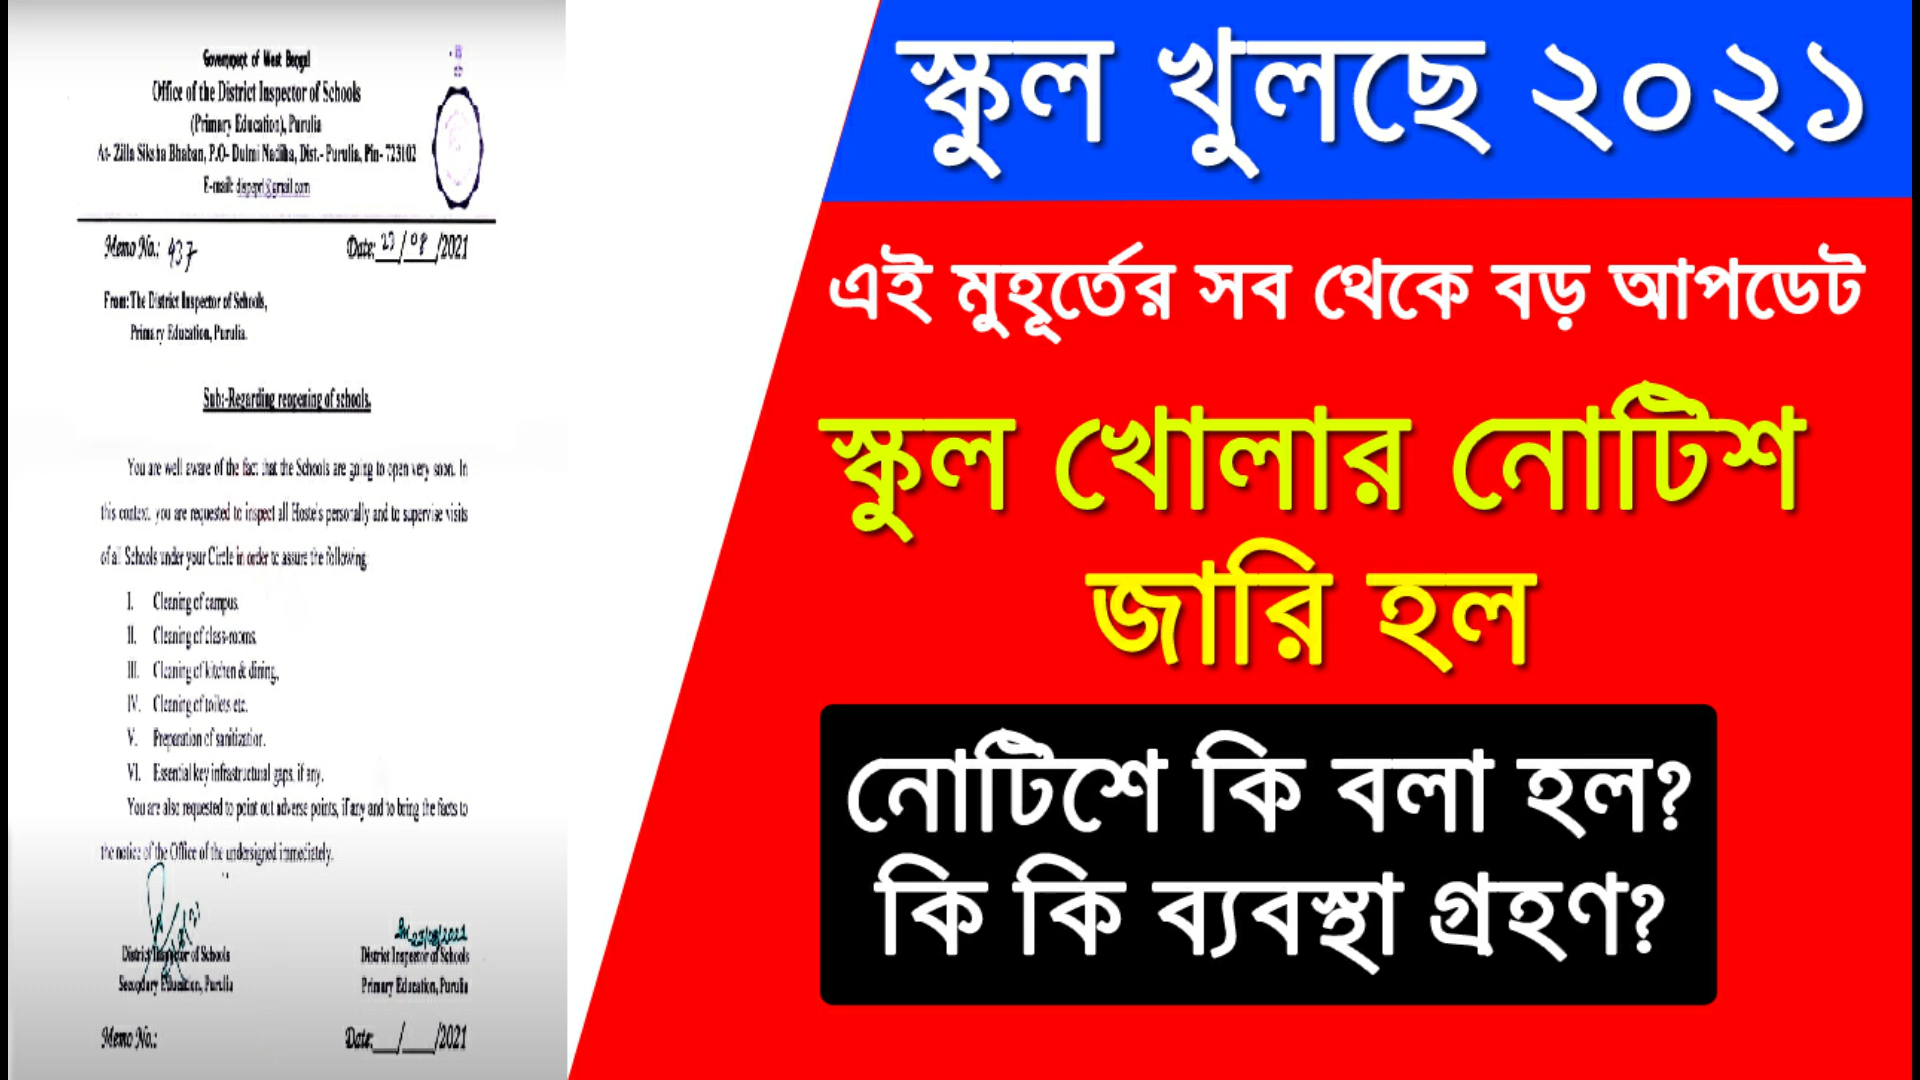 Government of West Bengal
Office of the District Inspector of Schools
(Primary Education), Purulia
At- Zilla Siksha Bhaban, P.O- Dulmi Nadiha, Dist.- Purulia, Pin- 723102
E-mail: dispeprl@gmail.com
Memo No.: 437 Date: 23/08/2021
From: The District Inspector of Schools,
Primary Education, Purulia.
Sub:-Regarding reopening of schools.
You are well aware of the fact that the Schools are going to open very soon. In
this context, you are requested to inspect all Hostels personally and to supervise visits
of all Schools under your Circle in order to assure the following:
I. Cleaning of campus.
II. Cleaning of class-rooms.
III. Cleaning of kitchen & dining,
IV. Cleaning of toilets etc.
V. Preparation of sanitization.
VI. Essential key infrastructural gaps, if any.
You are also requested to point out adverse points, if any and to bring the facts to
the notice of the Office of the undersigned immediately.
23/08/2021
District Inspector of Schools
Secondary Education, Purulia
District Inspector of Schools
Primary Education, Purulia
Memo No.: Date:___/____/2021
স্কুল খুলছে ২০২১
এই মুহূর্তের সব থেকে বড় আপডেট
স্কুল খোলার নোটিশ
জারি হল
নোটিশে কি বলা হল?
কি কি ব্যবস্থা গ্রহণ?